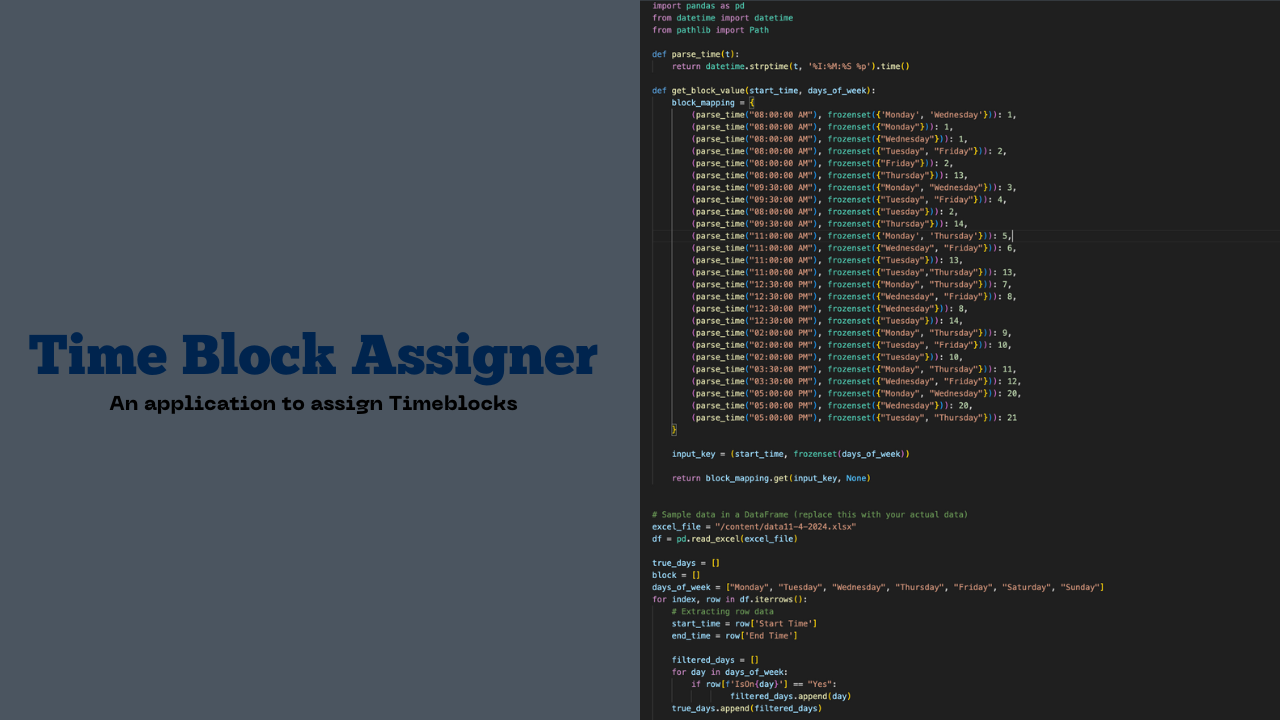 Time Block Assigner
An application to assign Timeblocks
import pandas as pd
from datetime import datetime
from pathlib import Path
def parse_time(t):
return datetime.strptime(t, '%I:%M:%S %p').time()
def get_block_value(start_time, days_of_week):
block_mapping = {
(parse_time("08:00:00 AM"), frozenset({'Monday', 'Wednesday'})): 1,
(parse_time("08:00:00 AM"), frozenset({"Monday"})): 1,
(parse_time("08:00:00 AM"), frozenset({"Wednesday"})): 1,
(parse_time("08:00:00 AM"), frozenset({"Tuesday", "Friday"})): 2,
(parse_time("08:00:00 AM"), frozenset({"Friday"})): 2,
(parse_time("08:00:00 AM"), frozenset({"Thursday"})): 13,
(parse_time("09:30:00 AM"), frozenset({"Monday", "Wednesday"})): 3,
(parse_time("09:30:00 AM"), frozenset({"Tuesday", "Friday"})): 4,
(parse_time("08:00:00 AM"), frozenset({"Tuesday"})): 2,
(parse_time("09:30:00 AM"), frozenset({"Thursday"})): 14,
(parse_time("11:00:00 AM"), frozenset({'Monday', 'Thursday'})): 5,
(parse_time("11:00:00 AM"), frozenset({"Wednesday", "Friday"})): 6,
(parse_time("11:00:00 AM"), frozenset({"Tuesday"})): 13,
(parse_time("11:00:00 AM"), frozenset({"Tuesday","Thursday"})): 13,
(parse_time("12:30:00 PM"), frozenset({"Monday", "Thursday"})): 7,
(parse_time("12:30:00 PM"), frozenset({"Wednesday", "Friday"})): 8,
(parse_time("12:30:00 PM"), frozenset({"Wednesday"})): 8,
(parse_time("12:30:00 PM"), frozenset({"Tuesday"})): 14,
(parse_time("02:00:00 PM"), frozenset({"Monday", "Thursday"})): 9,
(parse_time("02:00:00 PM"), frozenset({"Tuesday", "Friday"})): 10,
(parse_time("02:00:00 PM"), frozenset({"Tuesday"})): 10,
(parse_time("03:30:00 PM"), frozenset({"Monday", "Thursday"})): 11,
(parse_time("03:30:00 PM"), frozenset({"Wednesday", "Friday"})): 12,
(parse_time("05:00:00 PM"), frozenset({"Monday", "Wednesday"})): 20,
(parse_time("05:00:00 PM"), frozenset({"Wednesday"})): 20,
(parse_time("05:00:00 PM"), frozenset({"Tuesday", "Thursday"})): 21
}
input_key = (start_time, frozenset(days_of_week))
return block_mapping.get(input_key, None)
# Sample data in a DataFrame (replace this with your actual data)
excel_file = "/content/data11-4-2024.xlsx"
df = pd.read_excel(excel_file)
true_days = []
block = []
days_of_week = ["Monday", "Tuesday", "Wednesday", "Thursday", "Friday", "Saturday", "Sunday"]
for index, row in df.iterrows():
# Extracting row data
start_time = row['Start Time']
end_time = row['End Time']
filtered_days = []
for day in days_of_week:
if row[f'IsOn{day}'] == "Yes":
filtered_days.append(day)
true_days.append(filtered_days)